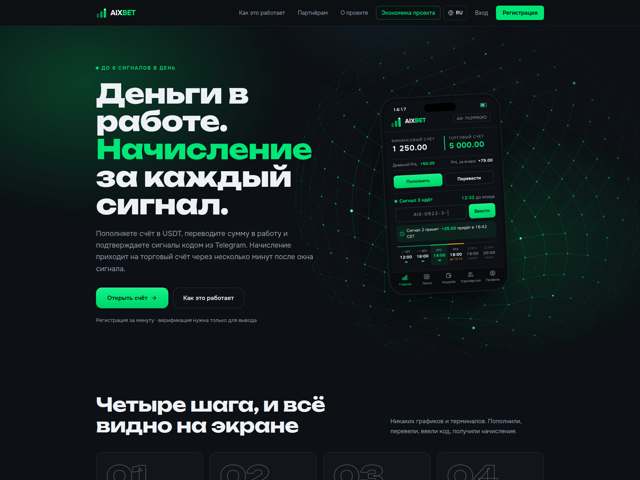 AIXBET
Как это работает
Партнёрам
О проекте
Экономика проекта
RU
Вход
Регистрация
ДО 6 СИГНАЛОВ В ДЕНЬ
Деньги в
работе.
Начисление
за каждый
сигнал.
Пополняете счёт в USDT, переводите сумму в работу и
подтверждаете сигналы кодом из Telegram. Начисление
приходит на торговый счёт через несколько минут после окна
сигнала.
Открыть счёт →
Как это работает
Регистрация за минуту · верификация нужна только для вывода
AIXBET
1 250.00
5 000.00
Пополнить
Перевести
Ввести
Четыре шага, и всё
видно на экране
Никаких графиков и терминалов. Пополнили,
перевели, ввели код, получили начисление.
01
02
03
04